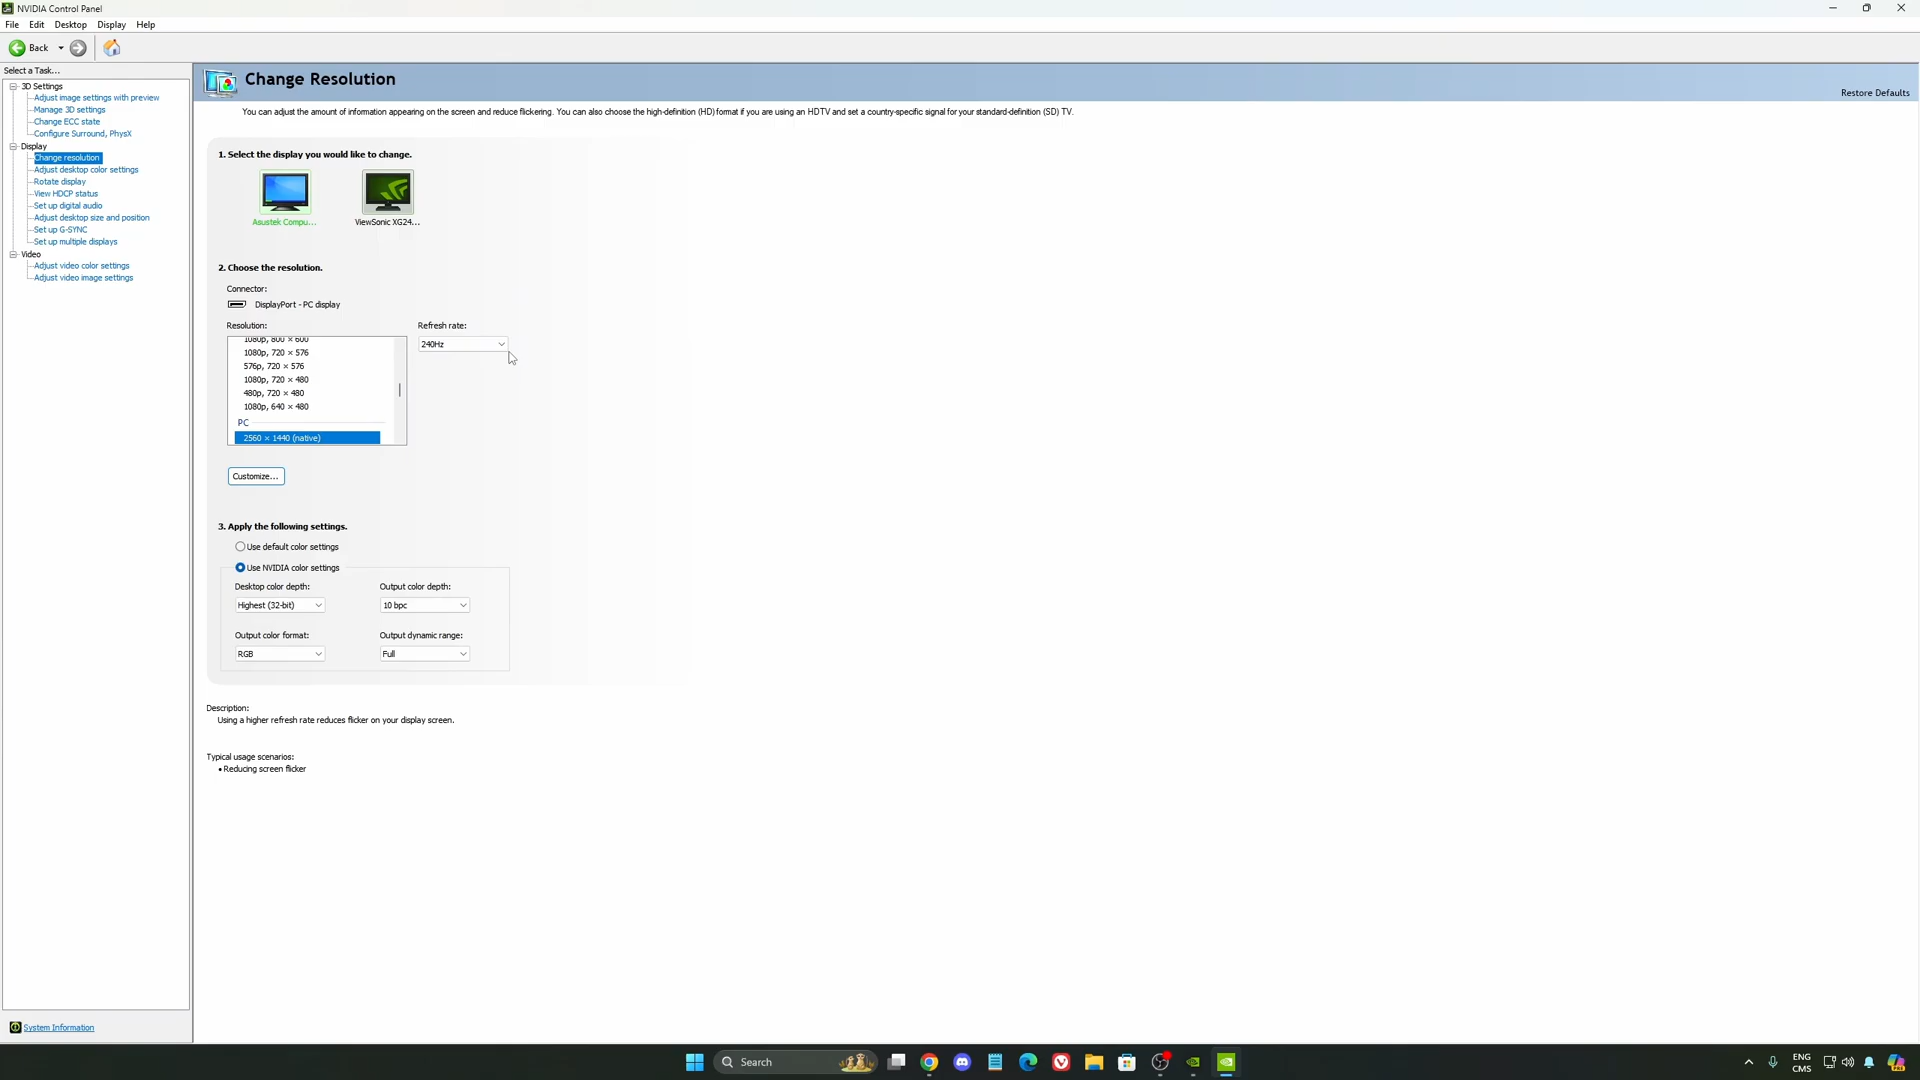 NVIDIA Control Panel
File Edit Desktop Display Help
Back
Select a Task...
3D Settings
Adjust image settings with preview
Manage 3D settings
Change ECC state
Configure Surround, PhysX
Display
Change resolution
Adjust desktop color settings
Rotate display
View HDCP status
Set up digital audio
Adjust desktop size and position
Set up G-SYNC
Set up multiple displays
Video
Adjust video color settings
Adjust video image settings
System Information
Change Resolution
Restore Defaults
You can adjust the amount of information appearing on the screen and reduce flickering. You can also choose the high-definition (HD) format if you are using an HDTV and set a country-specific signal for your standard-definition (SD) TV.
1. Select the display you would like to change.
Asustek Compu... ViewSonic XG24...
2. Choose the resolution.
Connector:
DisplayPort - PC display
Resolution:
Refresh rate:
240Hz
1080p, 800 × 600
1080p, 720 × 576
576p, 720 × 576
1080p, 720 × 480
480p, 720 × 480
1080p, 640 × 480
PC
2560 × 1440 (native)
Customize...
3. Apply the following settings.
Use default color settings
Use NVIDIA color settings
Desktop color depth: Output color depth:
Highest (32-bit) 10 bpc
Output color format: Output dynamic range:
RGB Full
Description:
Using a higher refresh rate reduces flicker on your display screen.
Typical usage scenarios:
• Reducing screen flicker
Search
ENG
CMS